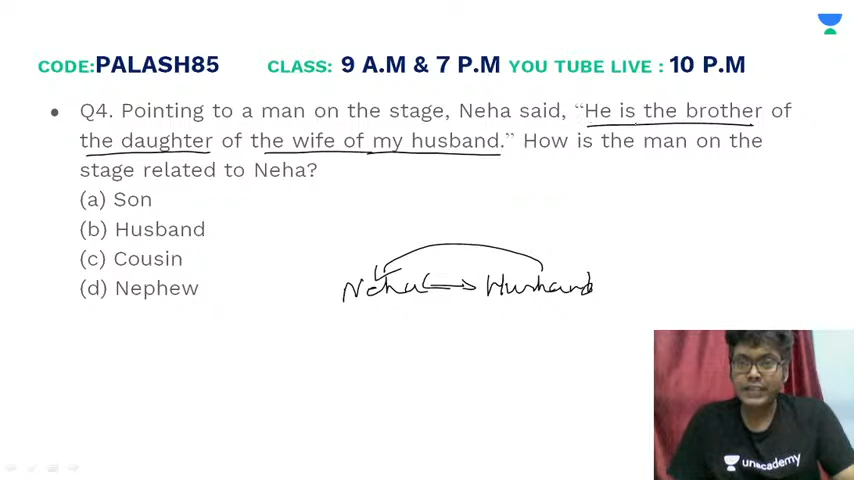 CODE:PALASH85 CLASS: 9 A.M & 7 P.M YOU TUBE LIVE : 10 P.M
• Q4. Pointing to a man on the stage, Neha said, “He is the brother of
the daughter of the wife of my husband.” How is the man on the
stage related to Neha?
(a) Son
(b) Husband
(c) Cousin
(d) Nephew
Neha Husband
unacademy